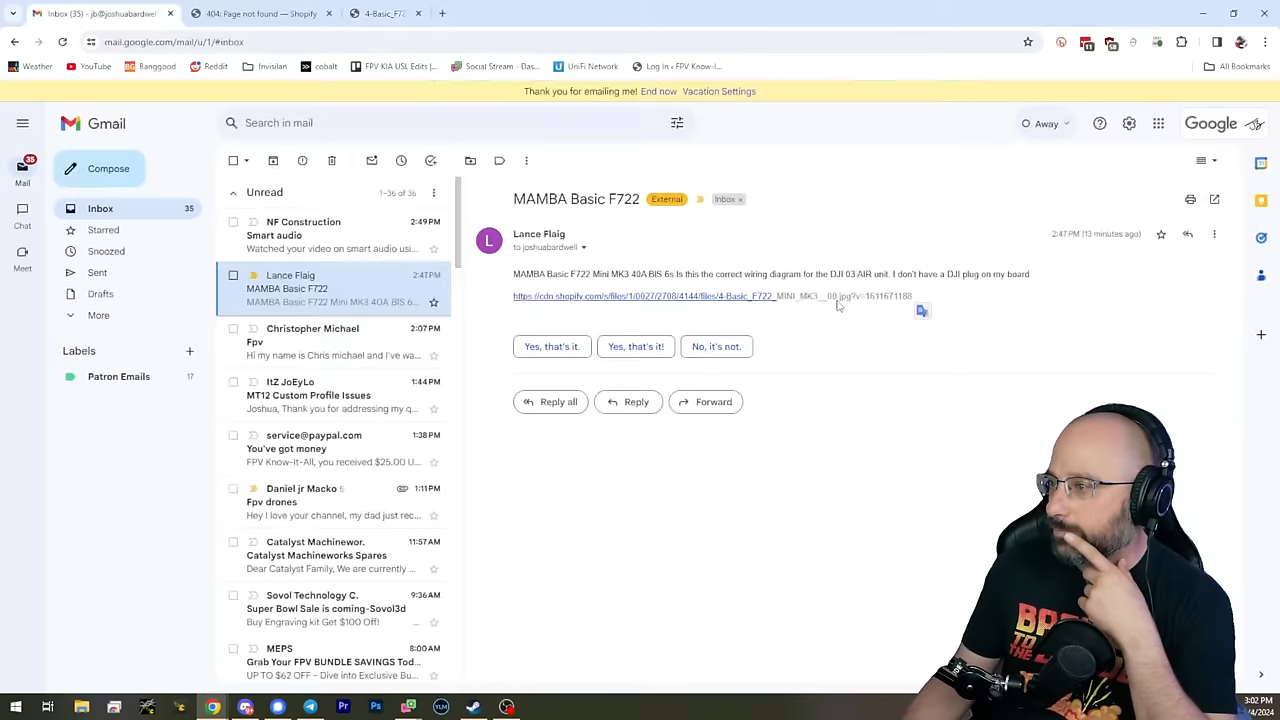 Inbox (35) - jb@joshuabardwell
404: Page not found — Shopify
4-Basic_F72
mail.google.com/mail/u/1/#inbox
Weather
YouTube
Banggood
Reddit
Invisilan
cobalt
FPV KIA USL Edits |...
Social Stream - Das...
UniFi Network
Log In ‹ FPV Know-I...
All Bookmarks
Thank you for emailing me! End now Vacation Settings
Gmail
Search in mail
Away
Google
35
Mail
Chat
Meet
Compose
Inbox 35
Starred
Snoozed
Sent
Drafts
More
Labels
Patron Emails 17
Unread 1–36 of 36
NF Construction 2:49 PM
Smart audio
Watched your video on smart audio usi...
Lance Flaig 2:47 PM
MAMBA Basic F722
MAMBA Basic F722 Mini MK3 40A BIS 6...
Christopher Michael 2:07 PM
Fpv
Hi my name is Chris michael and I've wa...
ItZ JoEyLo 1:44 PM
MT12 Custom Profile Issues
Joshua, Thank you for addressing my q...
service@paypal.com 1:38 PM
You've got money
FPV Know-It-All, you received $25.00 U...
Daniel jr Macko 5 1:11 PM
Fpv drones
Hey I love your channel, my dad just rec...
Catalyst Machinewor. 11:57 AM
Catalyst Machineworks Spares
Dear Catalyst Family, We are currently
Sovol Technology C. 9:36 AM
Super Bowl Sale is coming-Sovol3d
Buy Engraving kit Get $100 Off! ...
MEPS 8:00 AM
Grab Your FPV BUNDLE SAVINGS Tod...
UP TO $62 OFF - Dive into Exclusive Bu...
MAMBA Basic F722 External Inbox ×
Lance Flaig
to joshuabardwell
2:47 PM (13 minutes ago)
MAMBA Basic F722 Mini MK3 40A BIS 6s Is this the correct wiring diagram for the DJI 03 AIR unit. I don't have a DJI plug on my board
https://cdn.shopify.com/s/files/1/0027/2708/4144/files/4-Basic_F722_MINI_MK3__00.jpg?v=1611671188
Yes, that's it.
Yes, that's it!
No, it's not.
Reply all
Reply
Forward
BACK
TO THE
3:02 PM